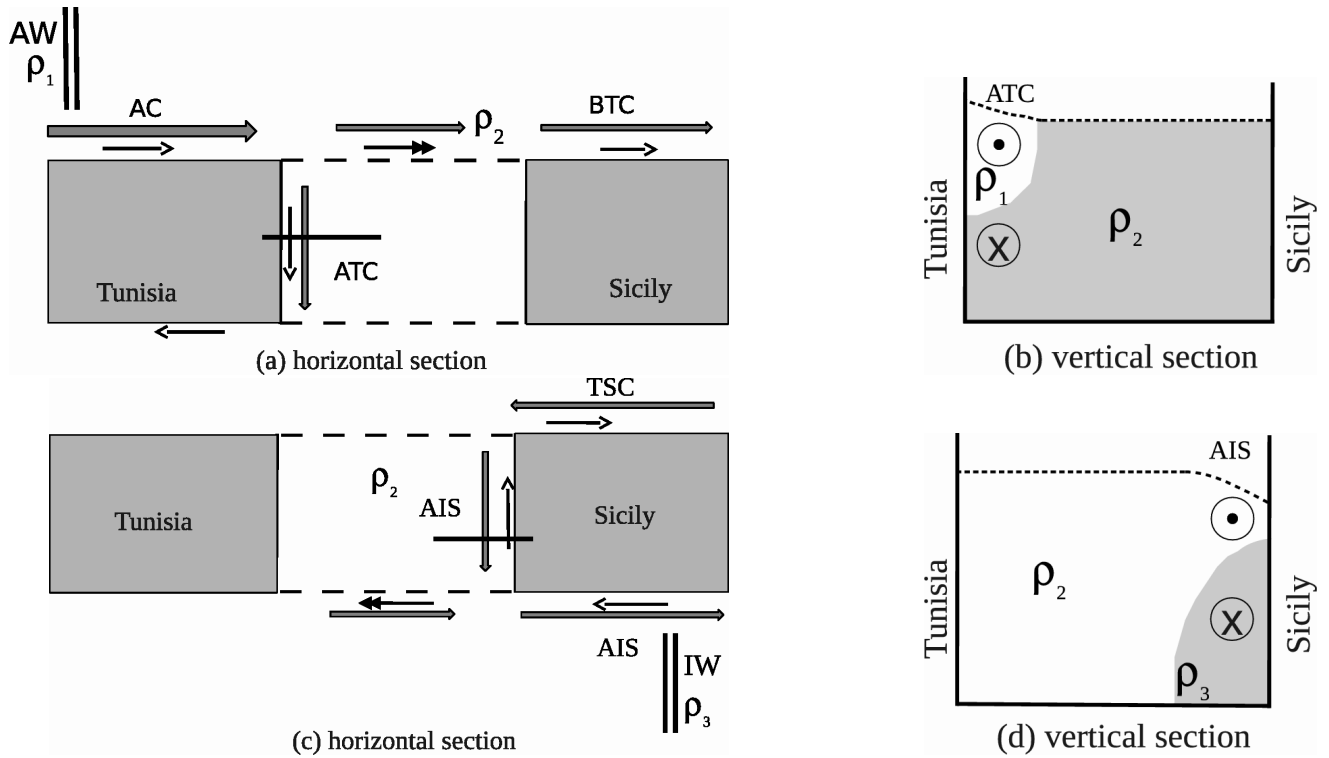 AW
ρ1
AC
ρ2
BTC
ATC
Tunisia
Sicily
(a) horizontal section
ATC
Tunisia
ρ1
X
ρ2
Sicily
(b) vertical section
TSC
ρ2
AIS
Tunisia
Sicily
AIS
IW
ρ3
(c) horizontal section
AIS
Tunisia
ρ2
X
ρ3
Sicily
(d) vertical section